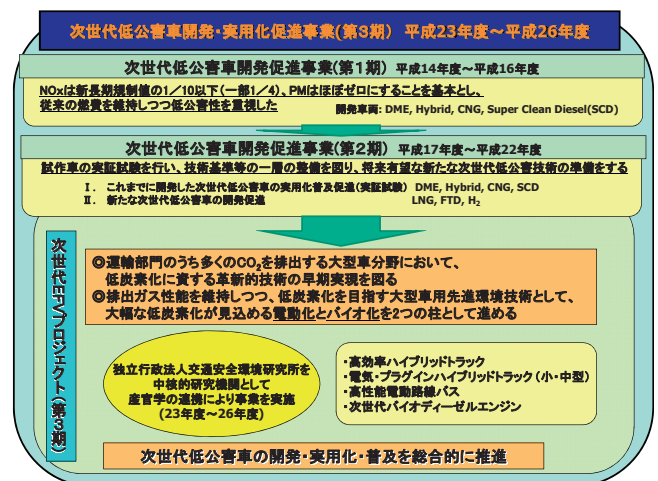 次世代低公害車開発・実用化促進事業(第3期) 平成23年度～平成26年度
次世代低公害車開発促進事業(第1期) 平成14年度～平成16年度
NOxは新長期規制値の1／10以下(一部1／4)、PMはほぼゼロにすることを基本とし、
従来の燃費を維持しつつ低公害性を重視した
開発車両: DME, Hybrid, CNG, Super Clean Diesel(SCD)
次世代低公害車開発促進事業(第2期) 平成17年度～平成22年度
試作車の実証試験を行い、技術基準等の一層の整備を図り、将来有望な新たな次世代低公害技術の準備をする
Ⅰ. これまでに開発した次世代低公害車の実用化普及促進(実証試験) DME, Hybrid, CNG, SCD
Ⅱ. 新たな次世代低公害車の開発促進 LNG, FTD, H₂
次世代EFVプロジェクト(第3期)
◎運輸部門のうち多くのCO₂を排出する大型車分野において、
低炭素化に資する革新的技術の早期実現を図る
◎排出ガス性能を維持しつつ、低炭素化を目指す大型車用先進環境技術として、
大幅な低炭素化が見込める電動化とバイオ化を2つの柱として進める
独立行政法人交通安全環境研究所を
中核的研究機関として
産官学の連携により事業を実施
(23年度～26年度)
・高効率ハイブリッドトラック
・電気・プラグインハイブリッドトラック(小・中型)
・高性能電動路線バス
・次世代バイオディーゼルエンジン
次世代低公害車の開発・実用化・普及を総合的に推進